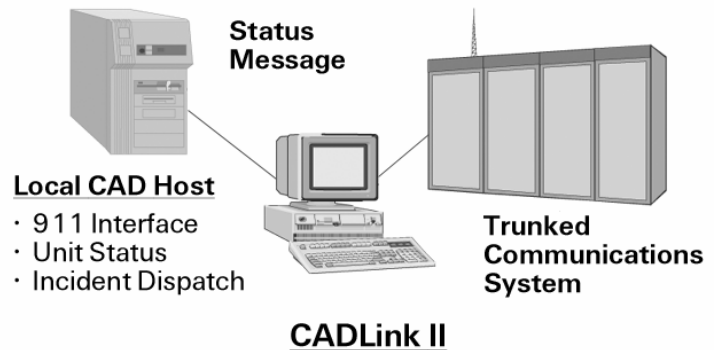 Status
Message
Local CAD Host
· 911 Interface
· Unit Status
· Incident Dispatch
Trunked
Communications
System
CADLink II